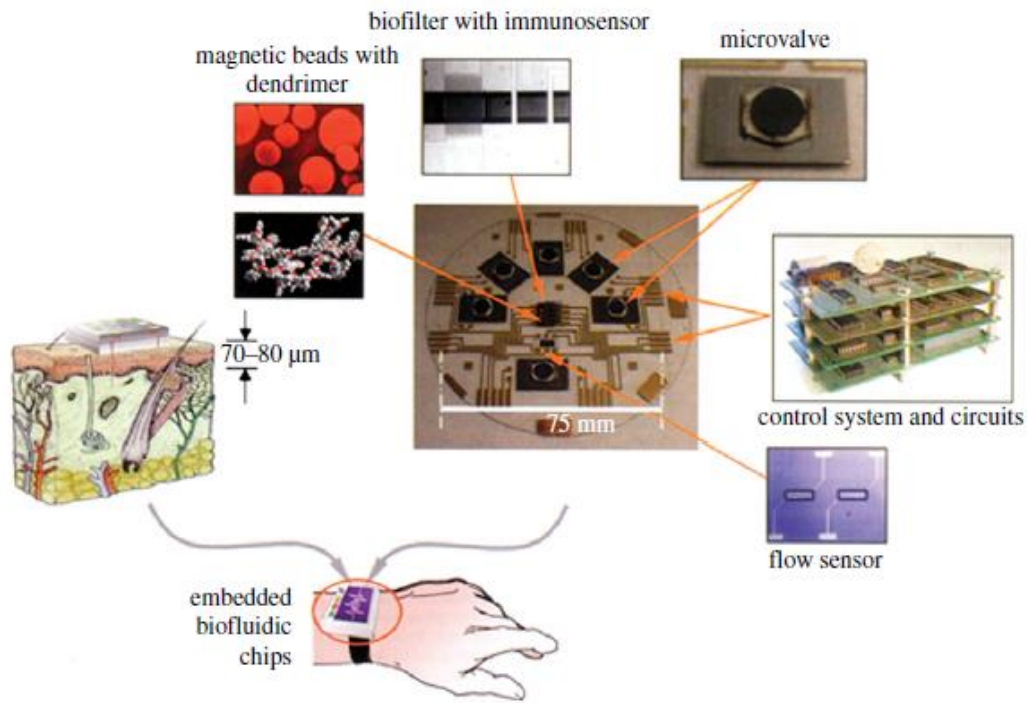 biofilter with immunosensor
magnetic beads with
dendrimer
microvalve
70–80 μm
75 mm
control system and circuits
flow sensor
embedded
biofluidic
chips